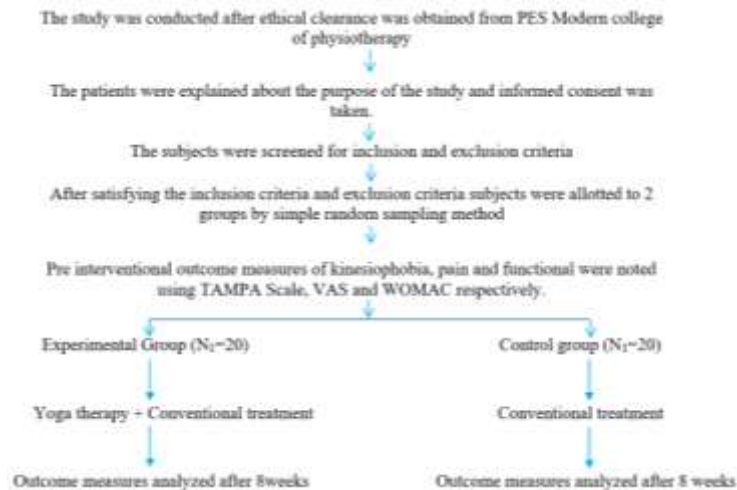 The study was conducted after ethical clearance was obtained from PES Modern college
of physiotherapy
The patients were explained about the purpose of the study and informed consent was
taken.
The subjects were screened for inclusion and exclusion criteria
After satisfying the inclusion criteria and exclusion criteria subjects were allotted to 2
groups by simple random sampling method
Pre interventional outcome measures of kinesiophobia, pain and functional were noted
using TAMPA Scale, VAS and WOMAC respectively.
Experimental Group (N₁=20)
Control group (N₁=20)
Yoga therapy + Conventional treatment
Conventional treatment
Outcome measures analyzed after 8weeks
Outcome measures analyzed after 8 weeks